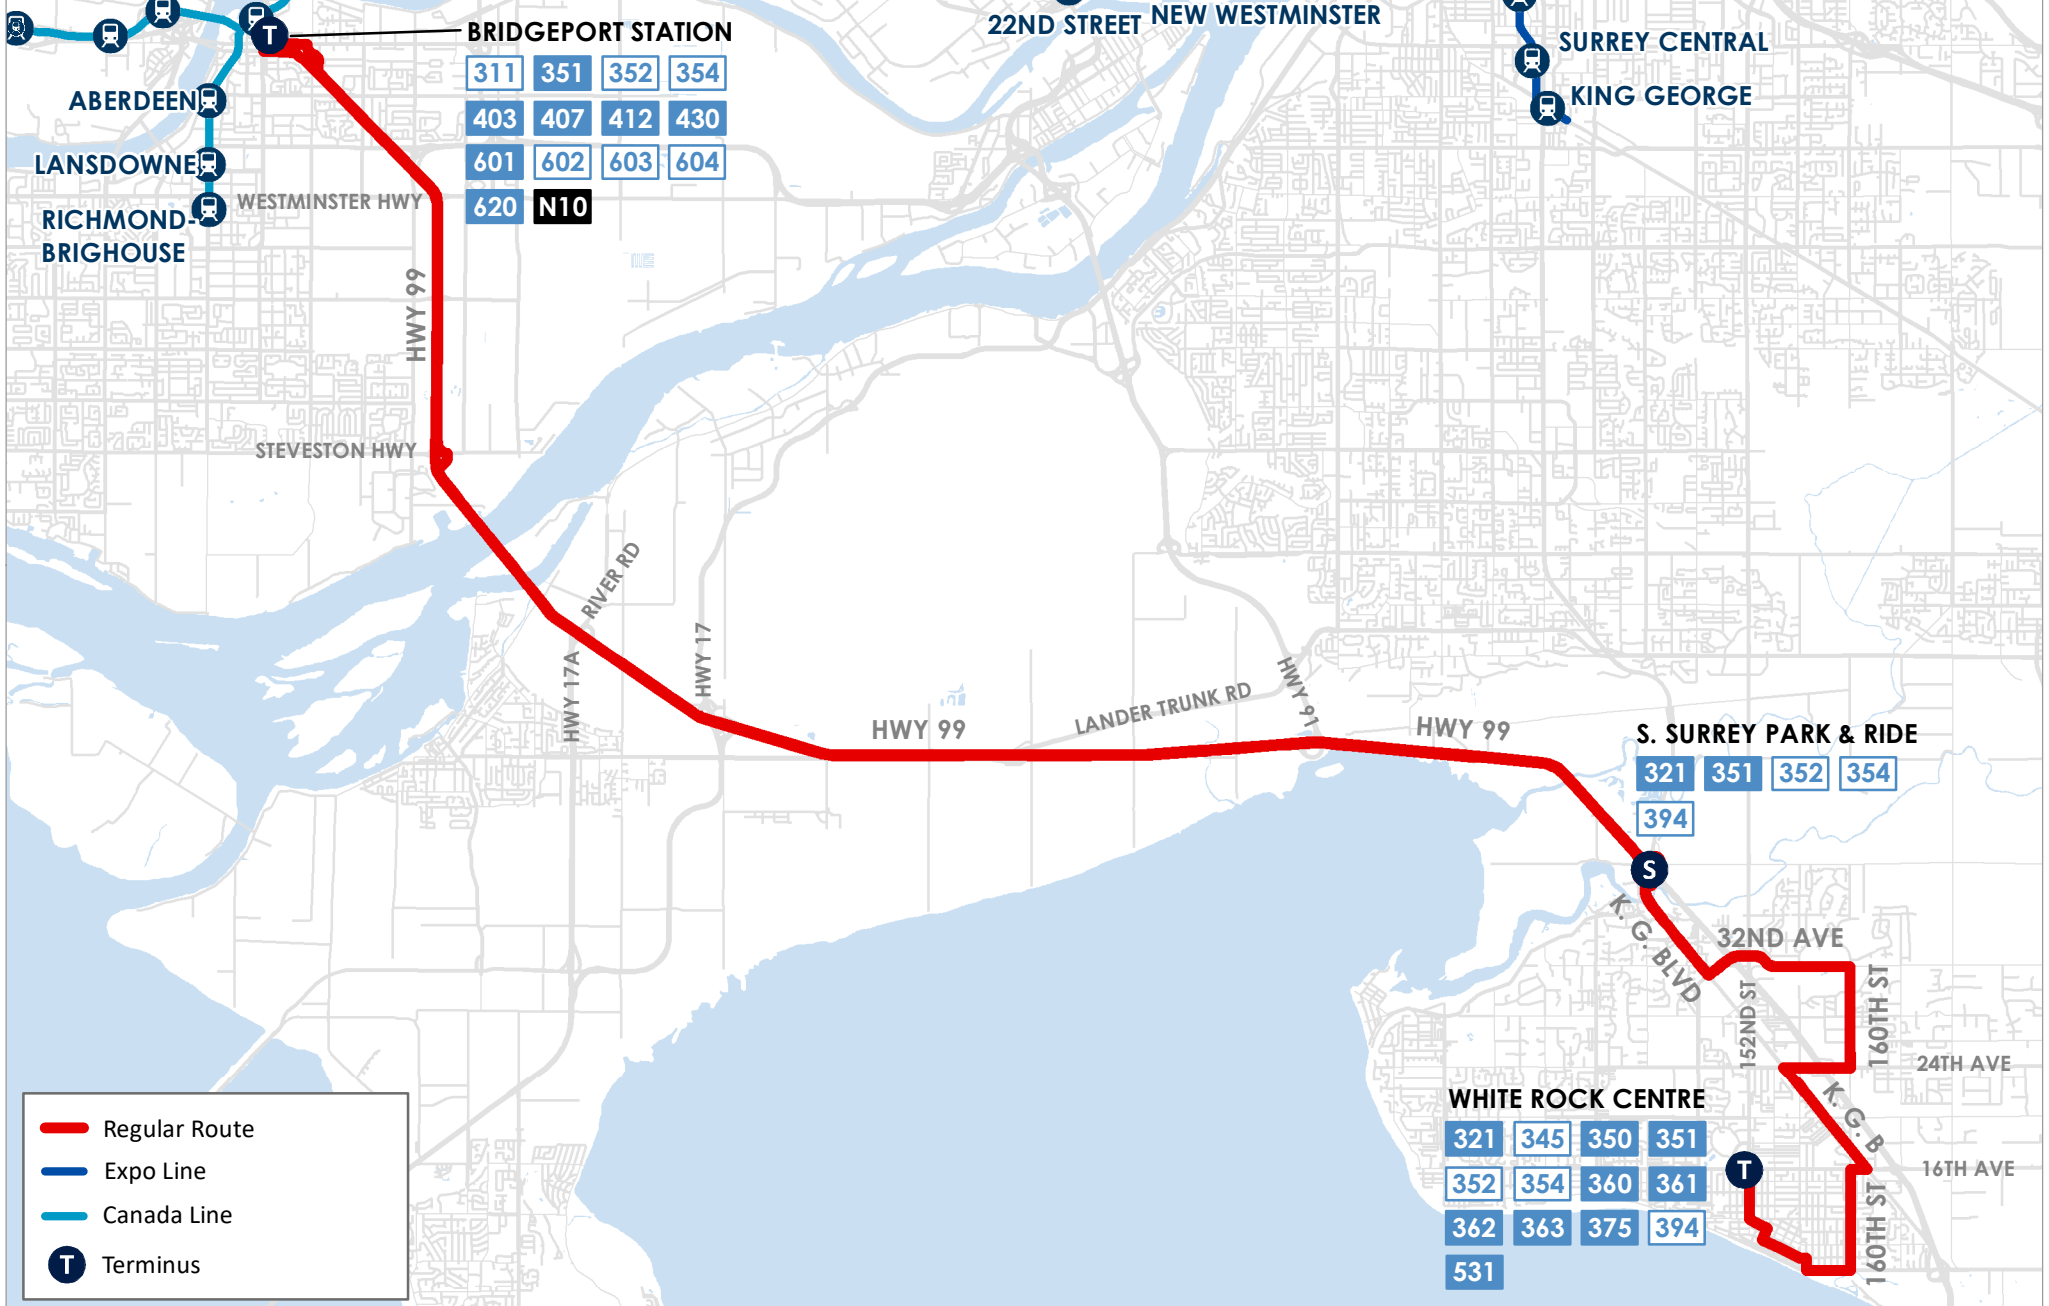 22ND STREET
NEW WESTMINSTER
SURREY CENTRAL
KING GEORGE
T
BRIDGEPORT STATION
311 351 352 354
403 407 412 430
601 602 603 604
620 N10
ABERDEEN
LANSDOWNE
RICHMOND-
BRIGHOUSE
WESTMINSTER HWY
HWY 99
STEVESTON HWY
RIVER RD
HWY 17A
HWY 17
HWY 99
LANDER TRUNK RD
HWY 91
HWY 99
S. SURREY PARK & RIDE
321 351 352 354
394
S
K. G. BLVD
32ND AVE
152ND ST
160TH ST
24TH AVE
K. G. B
16TH AVE
160TH ST
WHITE ROCK CENTRE
321 345 350 351
352 354 360 361
362 363 375 394
531
T
Regular Route
Expo Line
Canada Line
T Terminus